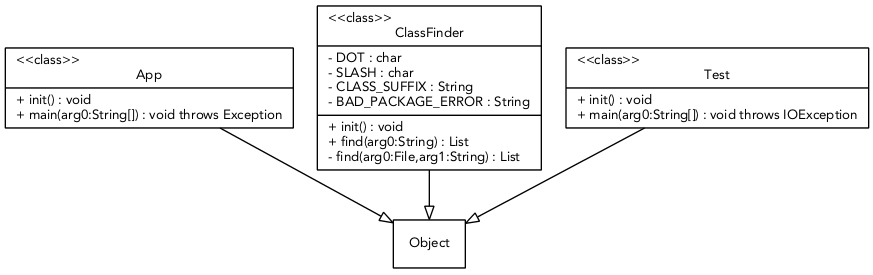 <<class>>
App
+ init() : void
+ main(arg0:String[]) : void throws Exception
<<class>>
ClassFinder
- DOT : char
- SLASH : char
- CLASS_SUFFIX : String
- BAD_PACKAGE_ERROR : String
+ init() : void
+ find(arg0:String) : List
- find(arg0:File,arg1:String) : List
<<class>>
Test
+ init() : void
+ main(arg0:String[]) : void throws IOException
Object